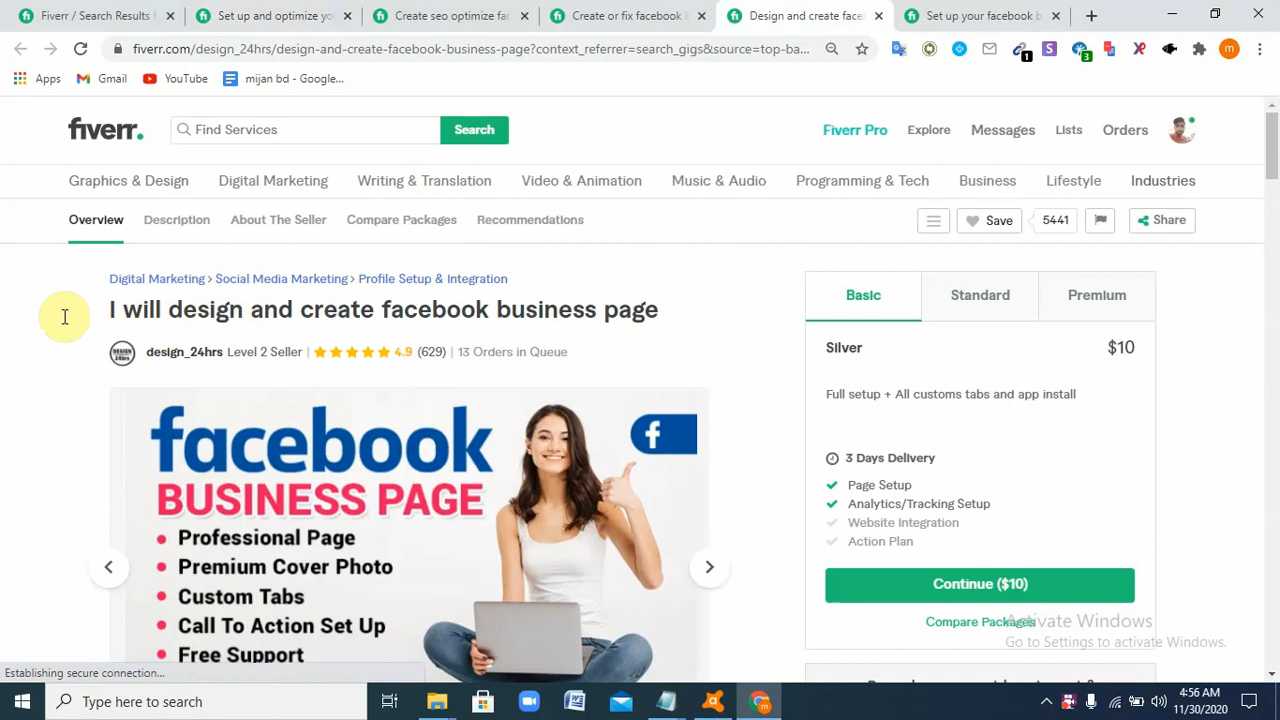 Fiverr / Search Results f
Set up and optimize yo
Create seo optimize fac
Create or fix facebook i
Design and create face
Set up your facebook b
fiverr.com/design_24hrs/design-and-create-facebook-business-page?context_referrer=search_gigs&source=top-ba...
1
S
3
m
Apps
Gmail
YouTube
mijan bd - Google...
fiverr.
Find Services
Search
Fiverr Pro
Explore
Messages
Lists
Orders
Graphics & Design
Digital Marketing
Writing & Translation
Video & Animation
Music & Audio
Programming & Tech
Business
Lifestyle
Industries
Overview
Description
About The Seller
Compare Packages
Recommendations
Save
5441
Share
Digital Marketing > Social Media Marketing > Profile Setup & Integration
I will design and create facebook business page
design_24hrs Level 2 Seller | 4.9 (629) | 13 Orders in Queue
Basic
Standard
Premium
Silver
$10
Full setup + All customs tabs and app install
3 Days Delivery
Page Setup
Analytics/Tracking Setup
Website Integration
Action Plan
Continue ($10)
Compare Packages
facebook
BUSINESS PAGE
Professional Page
Premium Cover Photo
Custom Tabs
Call To Action Set Up
Free Support
f
Activate Windows
Go to Settings to activate Windows.
Establishing secure connection...
Type here to search
4:56 AM
11/30/2020